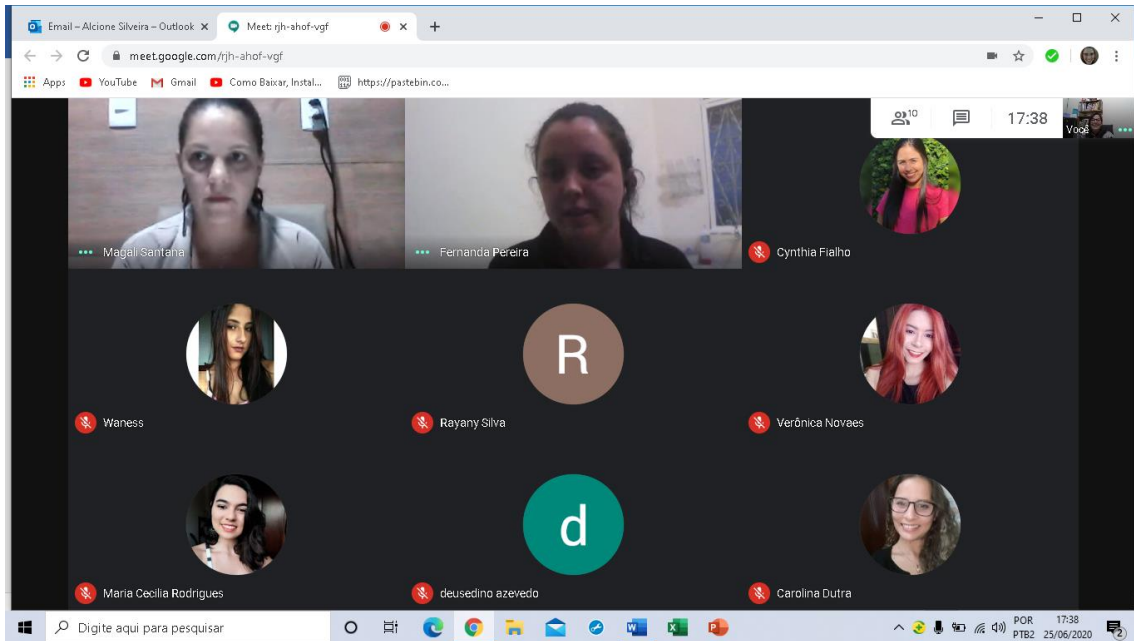 Email – Alcione Silveira – Outlook
Meet: rjh-ahof-vgf
meet.google.com/rjh-ahof-vgf
Apps
YouTube
Gmail
Como Baixar, Instal...
https://pastebin.co...
10
17:38
Você
Magali Santana
Fernanda Pereira
Cynthia Fialho
R
Waness
Rayany Silva
Verônica Novaes
d
Maria Cecilia Rodrigues
deusedino azevedo
Carolina Dutra
Digite aqui para pesquisar
POR
PTB2
17:38
25/06/2020
2